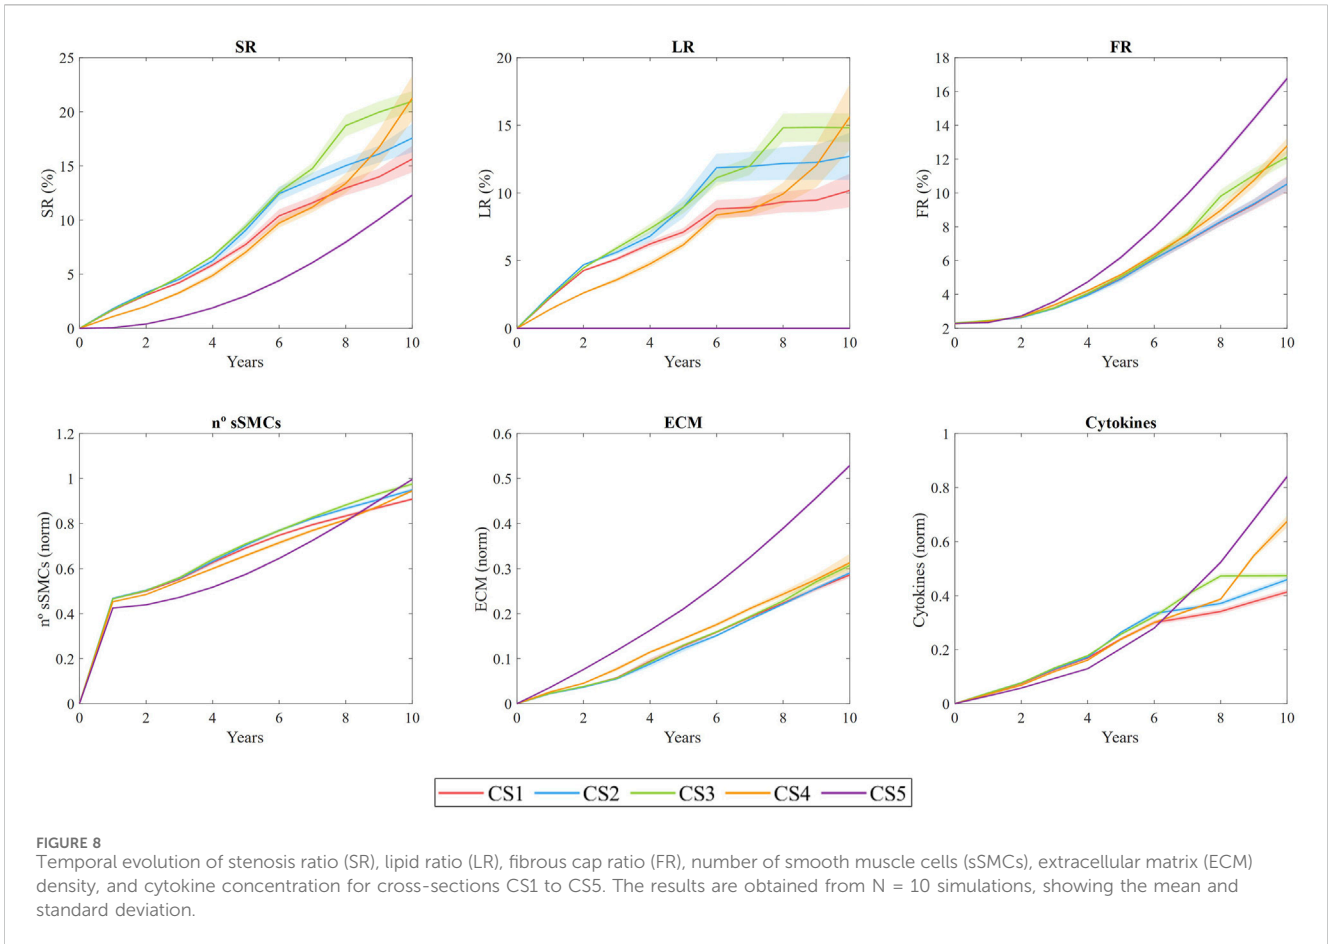 SR
25
20
15
10
5
0
SR (%)
0 2 4 6 8 10
Years
LR
20
15
10
5
0
LR (%)
0 2 4 6 8 10
Years
FR
18
16
14
12
10
8
6
4
2
FR (%)
0 2 4 6 8 10
Years
nº sSMCs
1.2
1
0.8
0.6
0.4
0.2
0
nº sSMCs (norm)
0 2 4 6 8 10
Years
ECM
0.6
0.5
0.4
0.3
0.2
0.1
0
ECM (norm)
0 2 4 6 8 10
Years
Cytokines
1
0.8
0.6
0.4
0.2
0
Cytokines (norm)
0 2 4 6 8 10
Years
CS1 CS2 CS3 CS4 CS5
FIGURE 8
Temporal evolution of stenosis ratio (SR), lipid ratio (LR), fibrous cap ratio (FR), number of smooth muscle cells (sSMCs), extracellular matrix (ECM)
density, and cytokine concentration for cross-sections CS1 to CS5. The results are obtained from N = 10 simulations, showing the mean and
standard deviation.